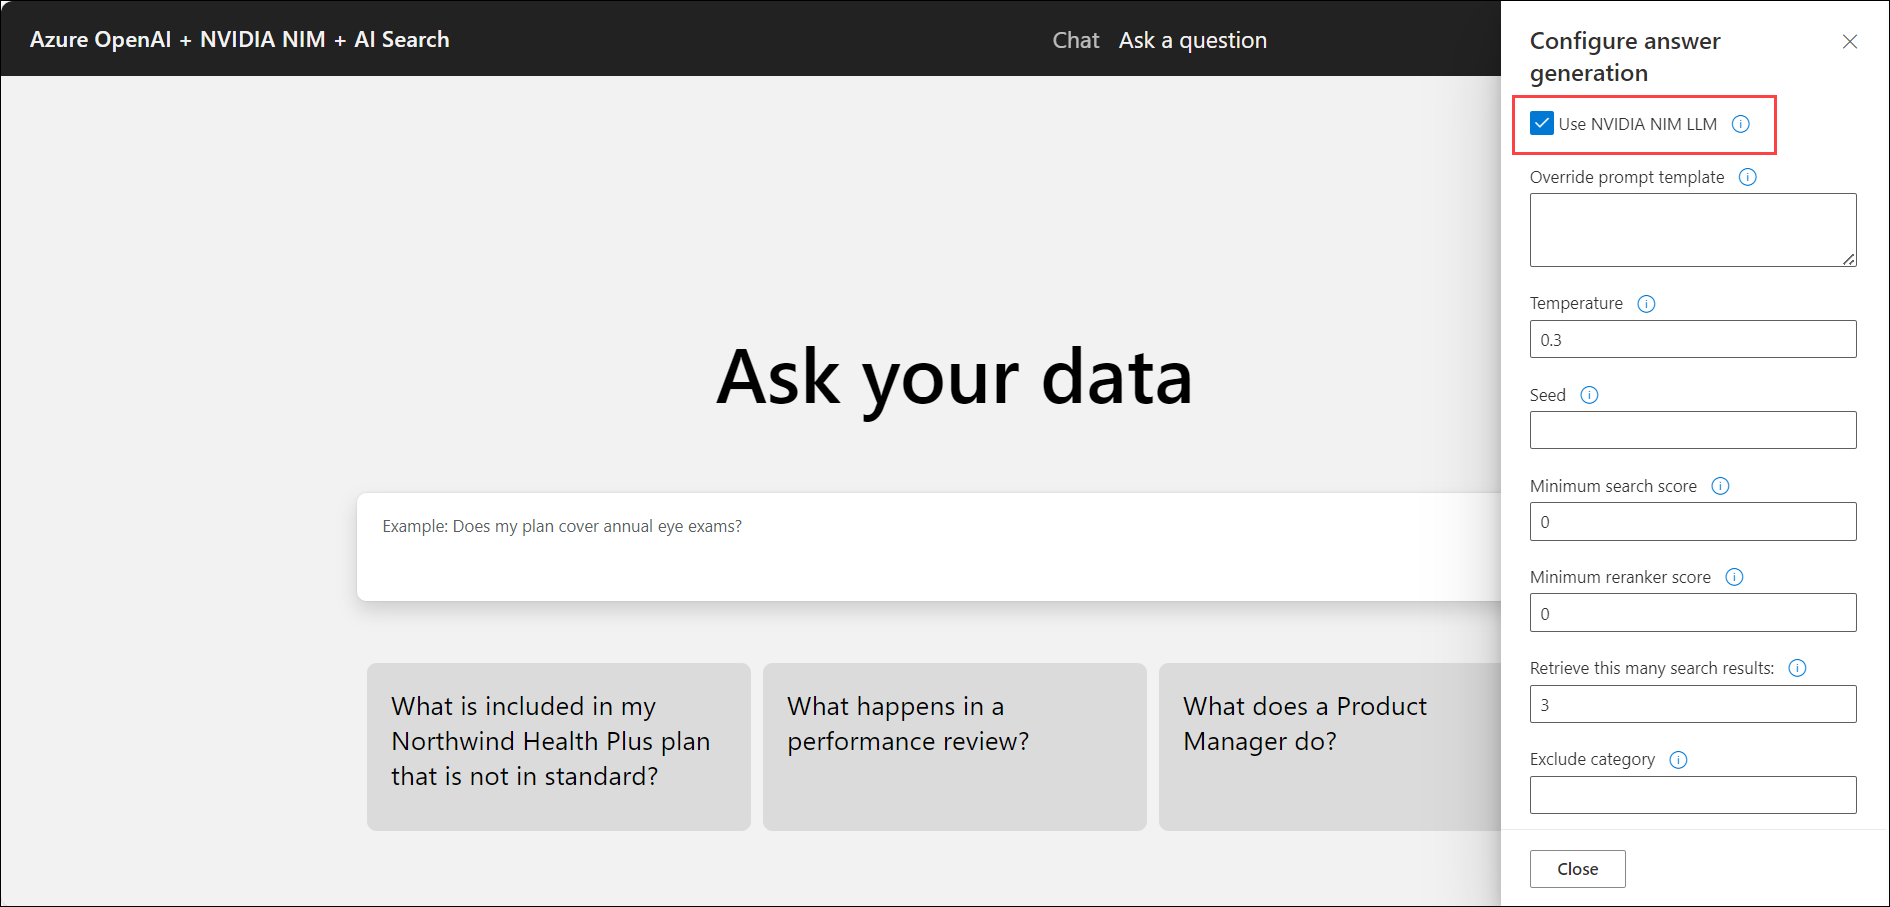 Azure OpenAI + NVIDIA NIM + AI Search
Chat
Ask a question
Ask your data
Example: Does my plan cover annual eye exams?
What is included in my
Northwind Health Plus plan
that is not in standard?
What happens in a
performance review?
What does a Product
Manager do?
Configure answer
generation
Use NVIDIA NIM LLM
Override prompt template
Temperature
0.3
Seed
Minimum search score
0
Minimum reranker score
0
Retrieve this many search results:
3
Exclude category
Close